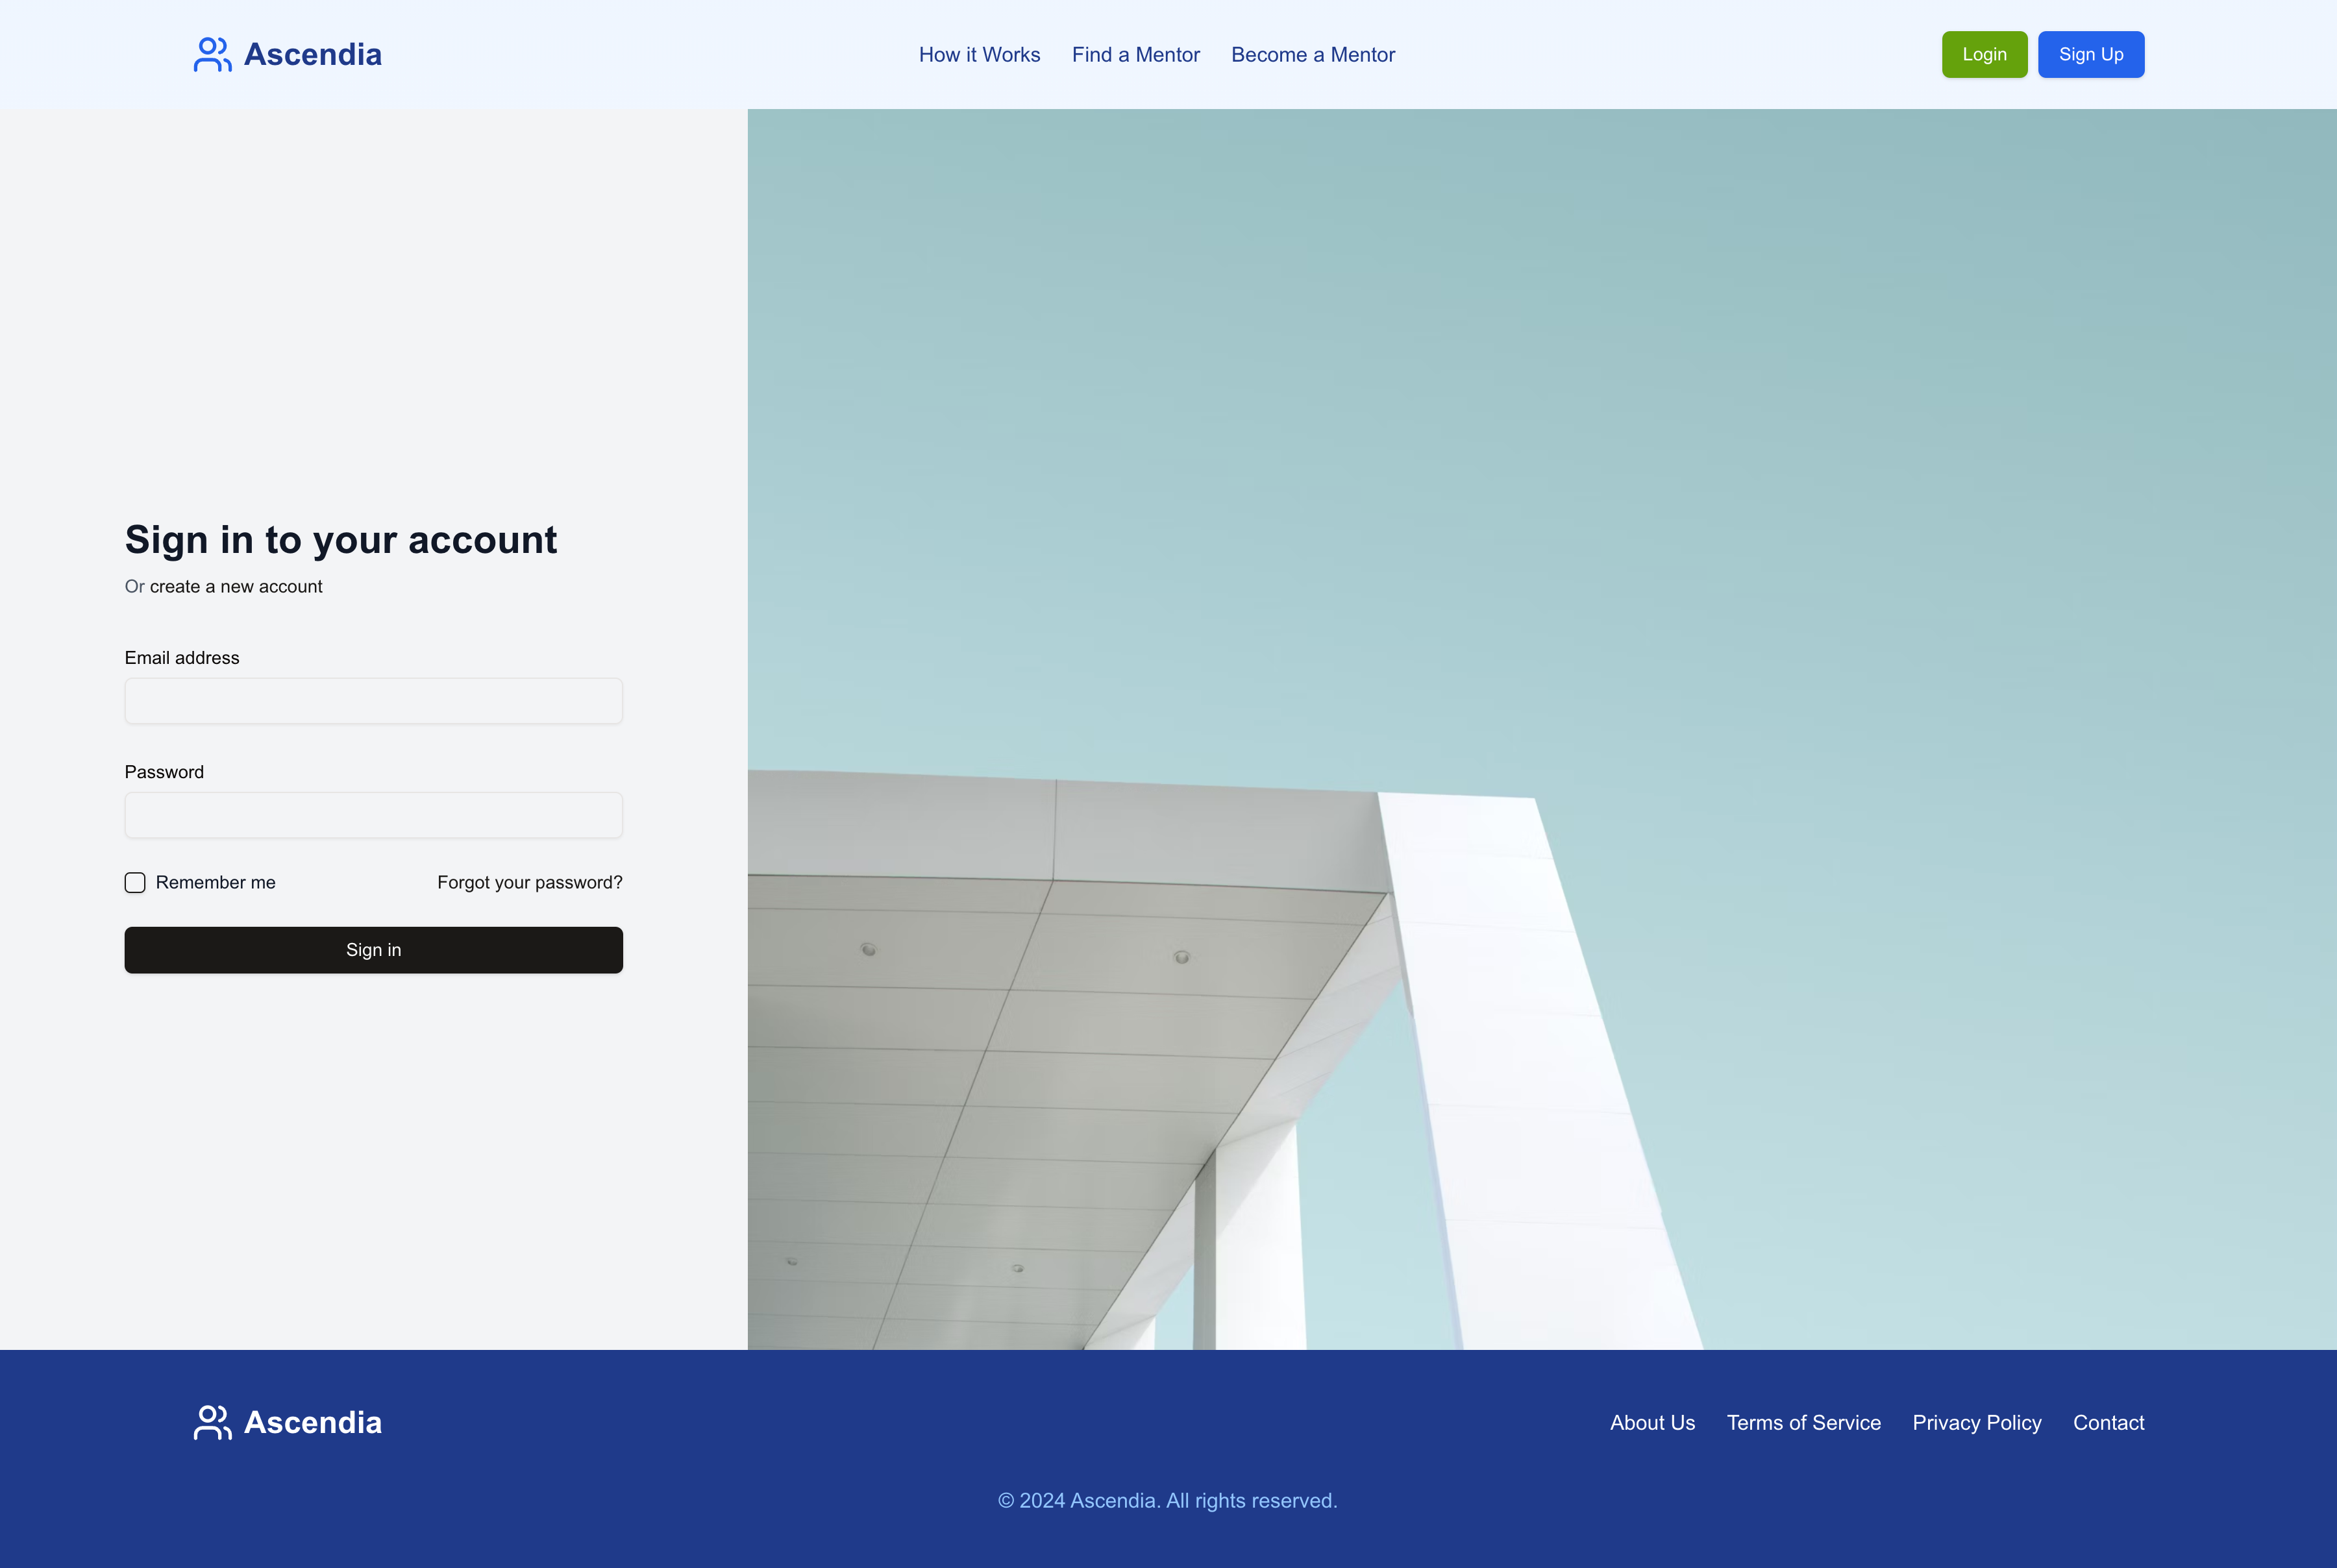 Ascendia
How it Works
Find a Mentor
Become a Mentor
Login
Sign Up
Sign in to your account
Or create a new account
Email address
Password
Remember me
Forgot your password?
Sign in
Ascendia
About Us
Terms of Service
Privacy Policy
Contact
© 2024 Ascendia. All rights reserved.